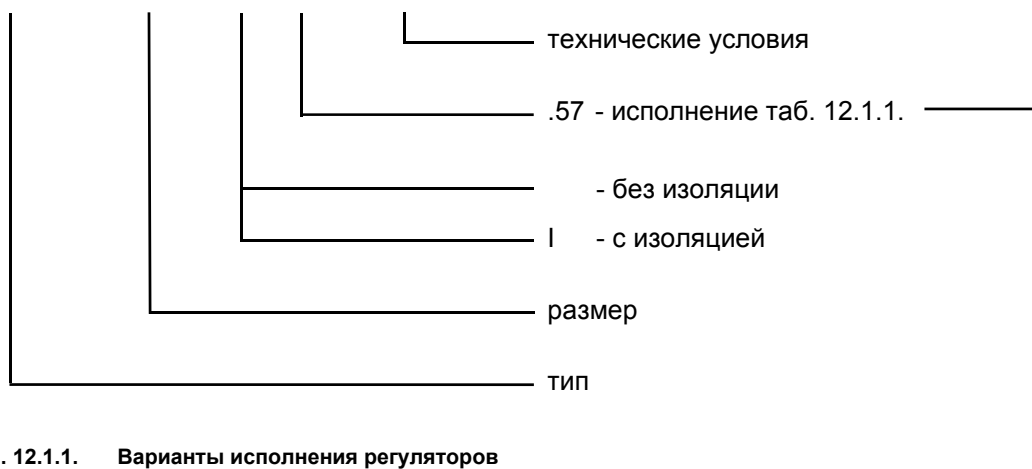 технические условия
.57 - исполнение таб. 12.1.1.
- без изоляции
I - с изоляцией
размер
тип
. 12.1.1. Варианты исполнения регуляторов